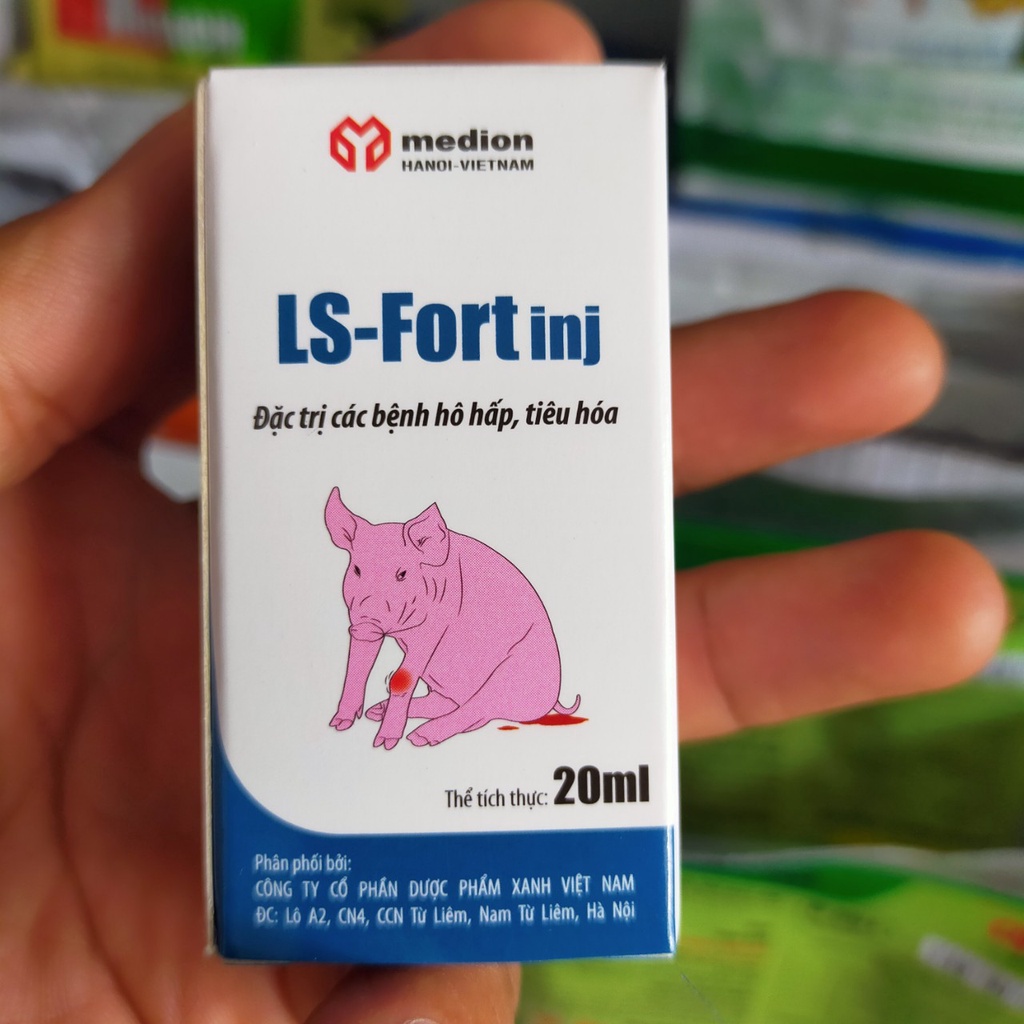 medion
HANOI-VIETNAM
LS-Fort inj
Đặc trị các bệnh hô hấp, tiêu hóa
Thể tích thực: 20ml
Phân phối bởi:
CÔNG TY CỔ PHẦN DƯỢC PHẨM XANH VIỆT NAM
ĐC: Lô A2, CN4, CCN Từ Liêm, Nam Từ Liêm, Hà Nội